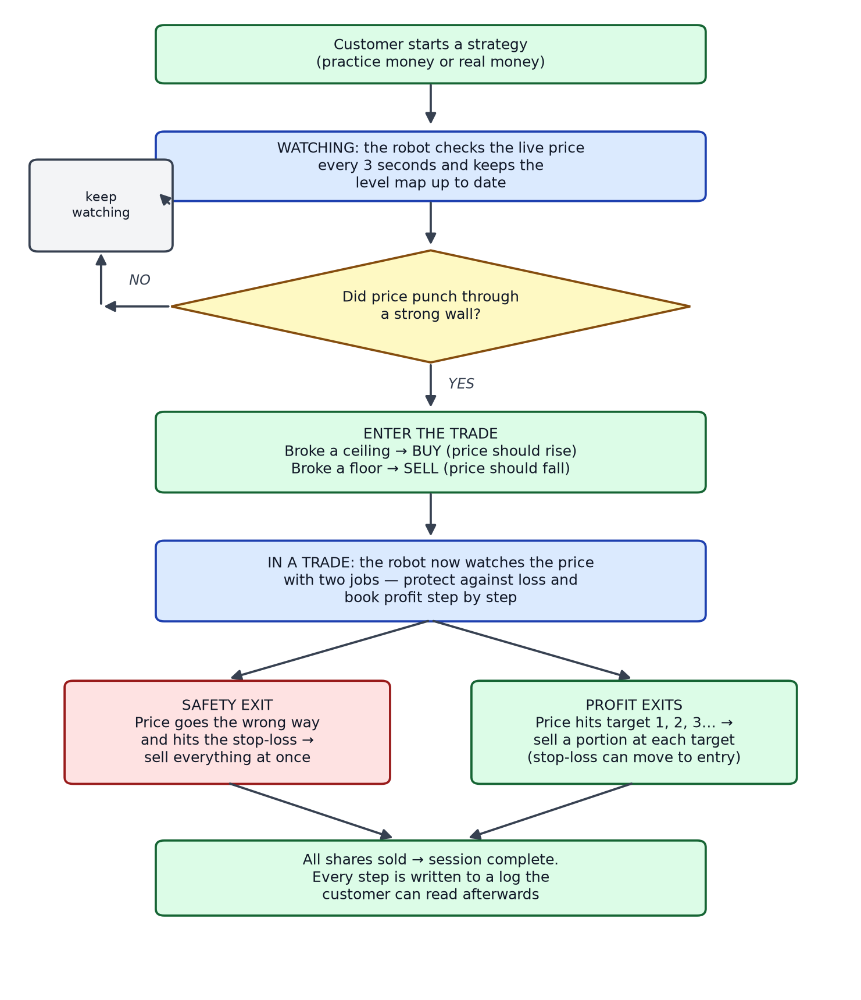 Customer starts a strategy
(practice money or real money)
WATCHING: the robot checks the live price
every 3 seconds and keeps the
level map up to date
keep
watching
NO
Did price punch through
a strong wall?
YES
ENTER THE TRADE
Broke a ceiling → BUY (price should rise)
Broke a floor → SELL (price should fall)
IN A TRADE: the robot now watches the price
with two jobs — protect against loss and
book profit step by step
SAFETY EXIT
Price goes the wrong way
and hits the stop-loss →
sell everything at once
PROFIT EXITS
Price hits target 1, 2, 3... →
sell a portion at each target
(stop-loss can move to entry)
All shares sold → session complete.
Every step is written to a log the
customer can read afterwards